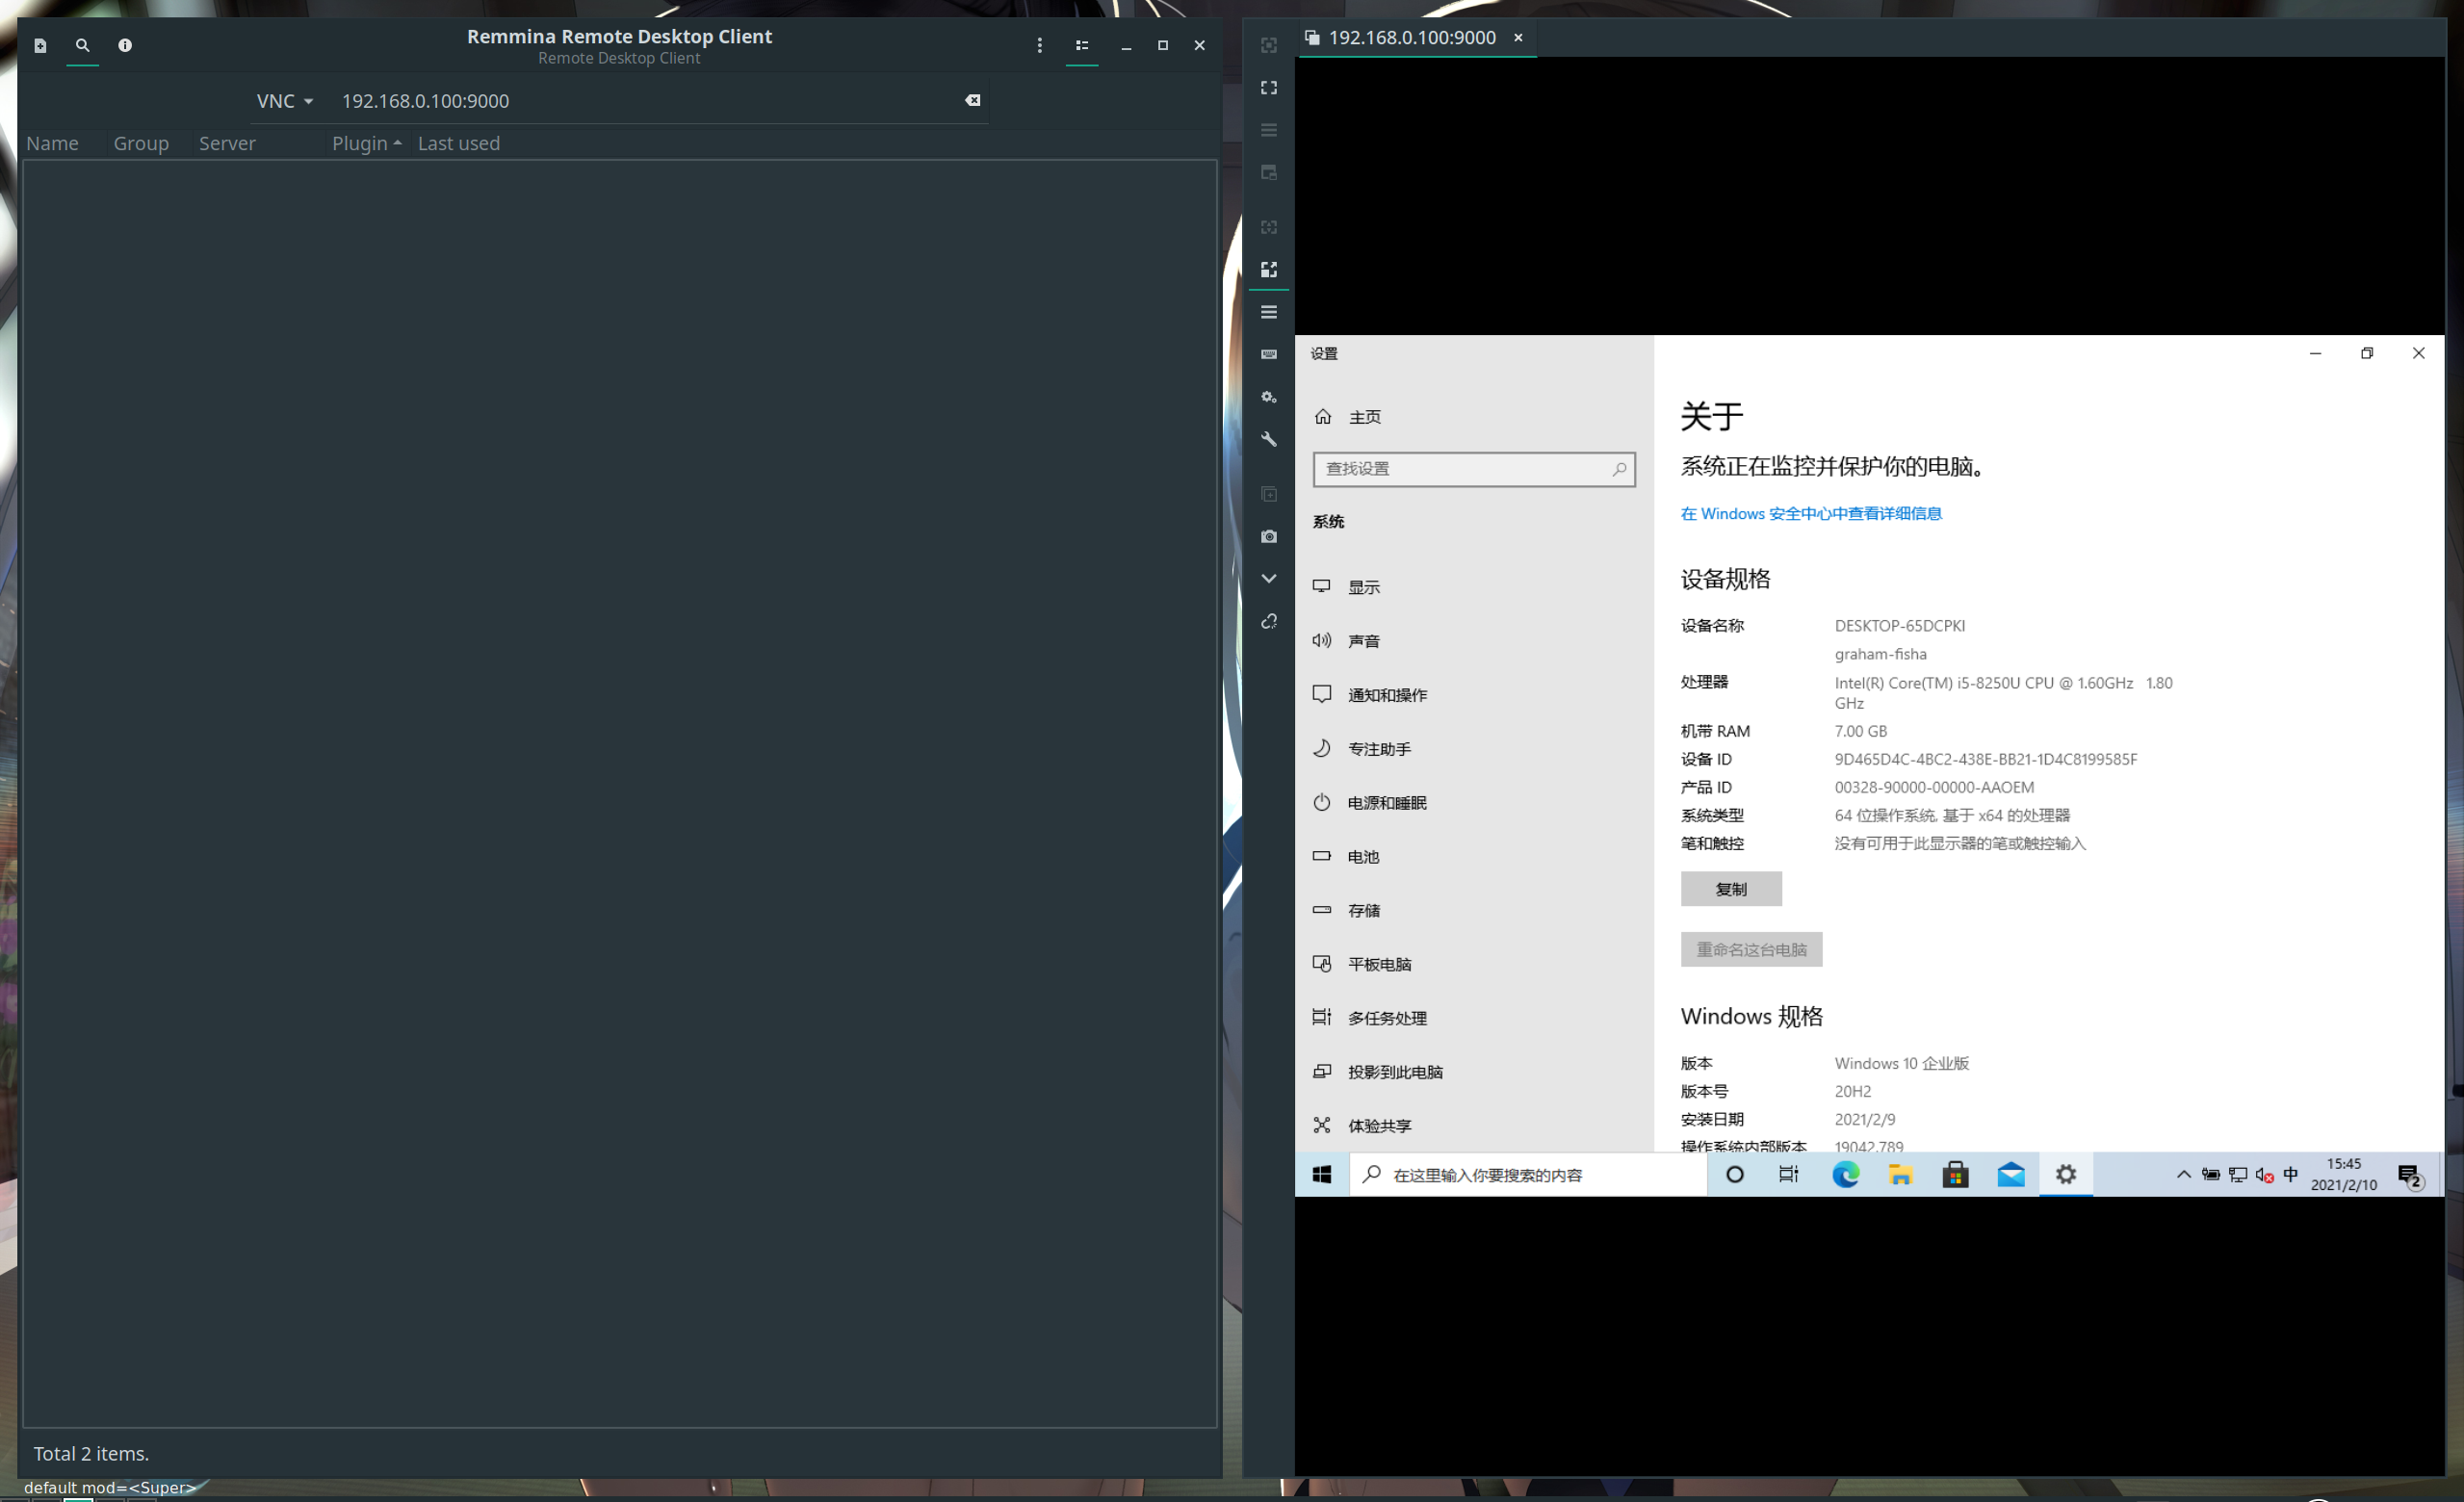 Remmina Remote Desktop Client
Remote Desktop Client
VNC 192.168.0.100:9000
Name Group Server Plugin Last used
Total 2 items.
default mod=<Super>
192.168.0.100:9000
设置
主页
查找设置
系统
显示
声音
通知和操作
专注助手
电源和睡眠
电池
存储
平板电脑
多任务处理
投影到此电脑
体验共享
关于
系统正在监控并保护你的电脑。
在 Windows 安全中心中查看详细信息
设备规格
设备名称 DESKTOP-65DCPKI
graham-fisha
处理器 Intel(R) Core(TM) i5-8250U CPU @ 1.60GHz 1.80
GHz
机带 RAM 7.00 GB
设备 ID 9D465D4C-4BC2-438E-BB21-1D4C8199585F
产品 ID 00328-90000-00000-AAOEM
系统类型 64 位操作系统, 基于 x64 的处理器
笔和触控 没有可用于此显示器的笔或触控输入
复制
重命名这台电脑
Windows 规格
版本 Windows 10 企业版
版本号 20H2
安装日期 2021/2/9
操作系统内部版本 19042.789
在这里输入你要搜索的内容
中
15:45
2021/2/10
2